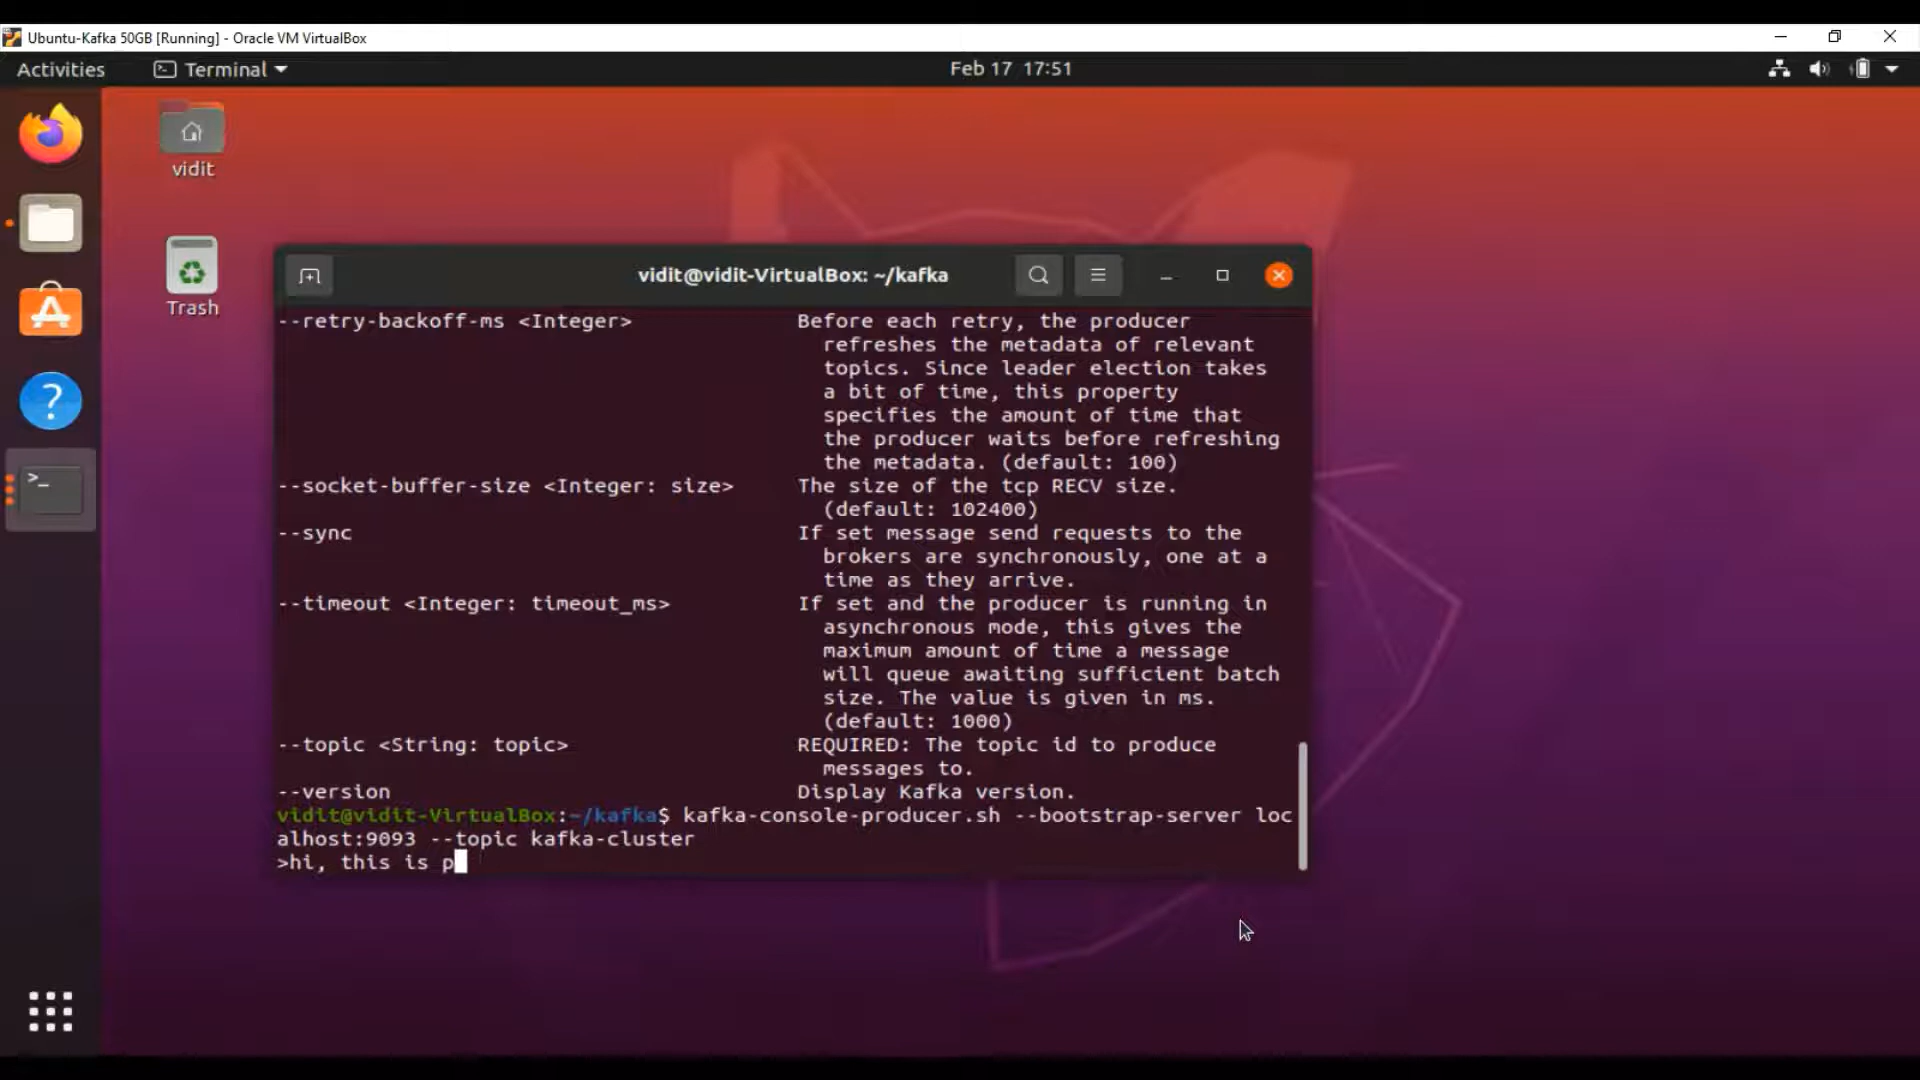 Ubuntu-Kafka 50GB [Running] - Oracle VM VirtualBox
Activities
Terminal
Feb 17 17:51
vidit
Trash
vidit@vidit-VirtualBox: ~/kafka
--retry-backoff-ms <Integer> Before each retry, the producer
refreshes the metadata of relevant
topics. Since leader election takes
a bit of time, this property
specifies the amount of time that
the producer waits before refreshing
the metadata. (default: 100)
--socket-buffer-size <Integer: size> The size of the tcp RECV size.
(default: 102400)
--sync If set message send requests to the
brokers are synchronously, one at a
time as they arrive.
--timeout <Integer: timeout_ms> If set and the producer is running in
asynchronous mode, this gives the
maximum amount of time a message
will queue awaiting sufficient batch
size. The value is given in ms.
(default: 1000)
--topic <String: topic> REQUIRED: The topic id to produce
messages to.
--version Display Kafka version.
vidit@vidit-VirtualBox:~/kafka$ kafka-console-producer.sh --bootstrap-server loc
alhost:9093 --topic kafka-cluster
>hi, this is p